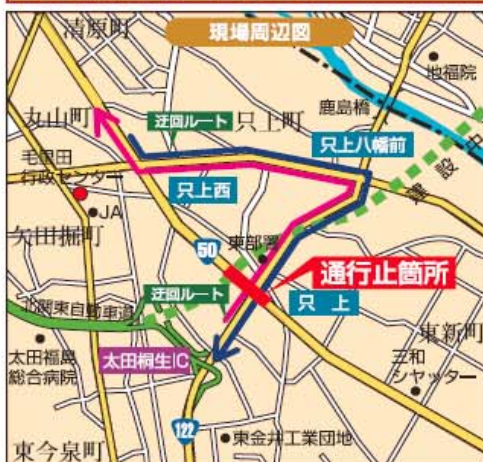 清原町
現場周辺図
地福院
鹿島橋
丸山町
迂回ルート
只上町
只上八幡前
毛里田
行政センター
只上西
建設中
JA
矢田掘町
50
東部署
通行止箇所
迂回ルート
只上
北関東自動車道
東新町
太田福島
総合病院
太田桐生IC
三和
シャッター
122
東今泉町
東金井工業団地